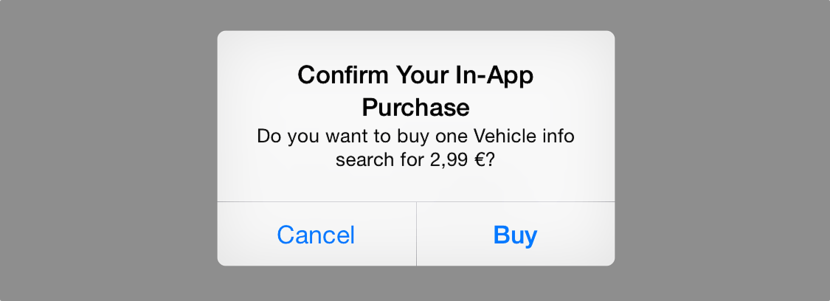 Confirm Your In-App
Purchase
Do you want to buy one Vehicle info
search for 2,99 €?
Cancel
Buy